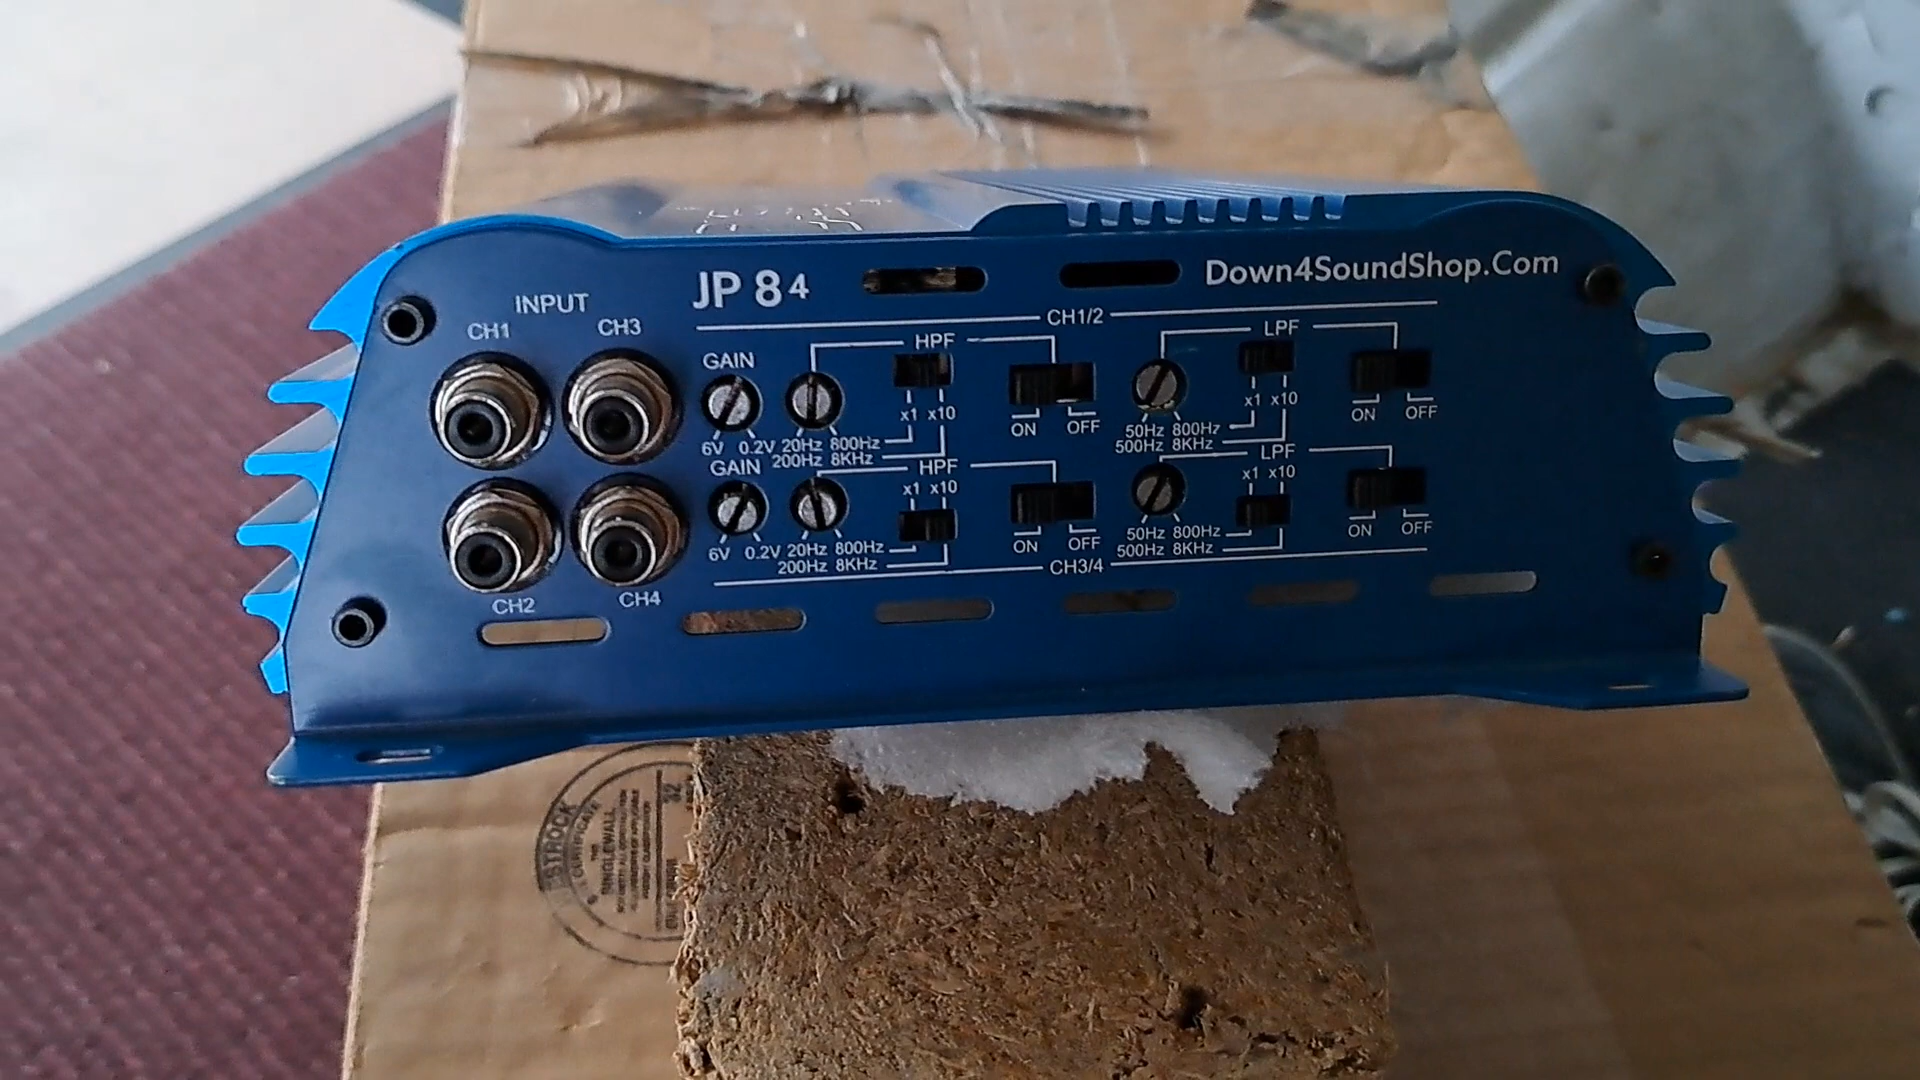 JP 8 4
Down4SoundShop.Com
INPUT
CH1 CH3
CH1/2
GAIN
HPF
LPF
x1 x10
ON OFF
x1 x10
ON OFF
6V 0.2V 20Hz 800Hz
200Hz 8KHz
50Hz 800Hz
500Hz 8KHz
GAIN
HPF
LPF
x1 x10
x1 x10
ON OFF
ON OFF
6V 0.2V 20Hz 800Hz
200Hz 8KHz
50Hz 800Hz
500Hz 8KHz
CH3/4
CH2 CH4
CERTIFICATE
SINGLEWALL